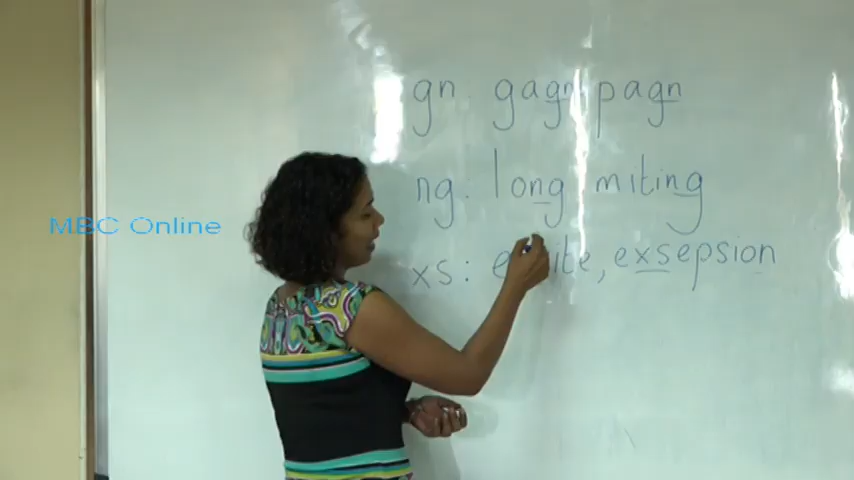 gn gagn pagn
ng: long miting
MBC Online
xs: exsepsion